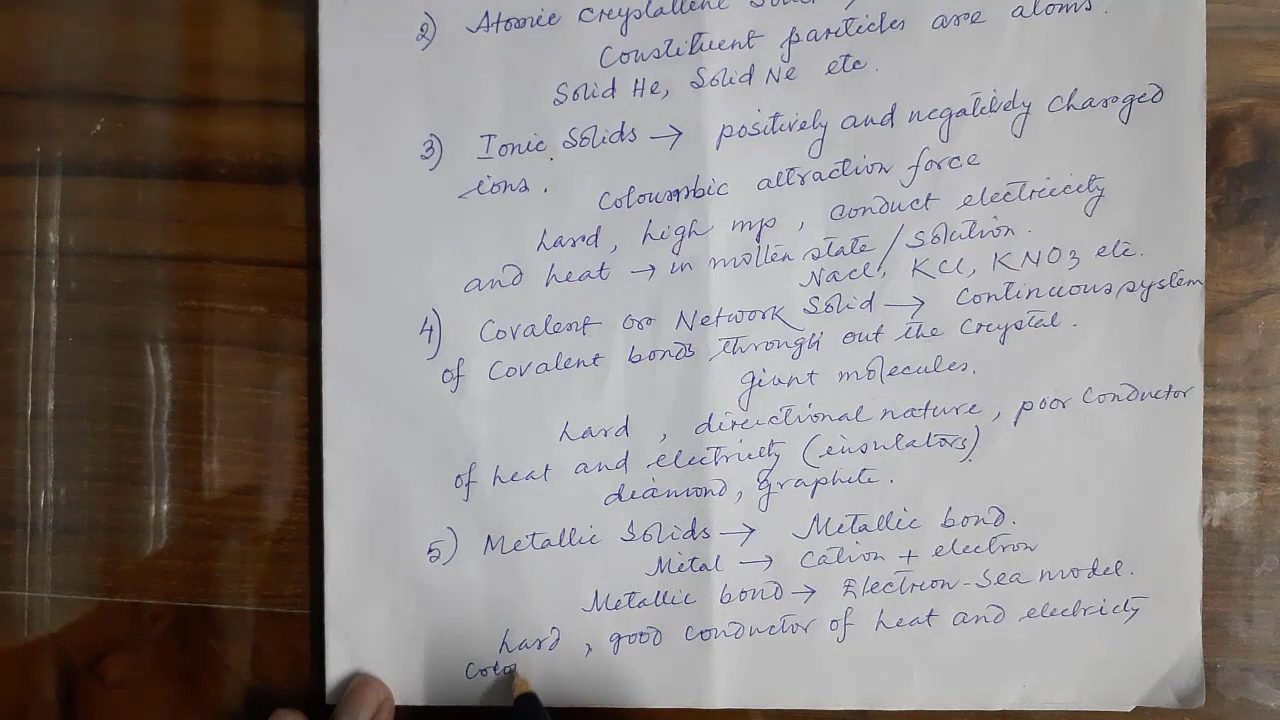 2) Atomic Crystalline
Constituent particles are atoms.
Solid He, Solid Ne etc.
3) Ionic Solids → positively and negatively charged
ions.
Coloumbic attraction force
hard, high mp, conduct electricity
and heat → in molten state / solution.
NaCl, KCl, KNO3 etc.
4) Covalent or Network Solid → Continuous system
of Covalent bonds through out the Crystal.
giant molecules.
hard, directional nature, poor Conductor
of heat and electricity (insulators)
diamond, graphite.
5) Metallic Solids → Metallic bond.
Metal → Cation + electron
Metallic bond → Electron-Sea model.
hard, good conductor of heat and electricity
Colo